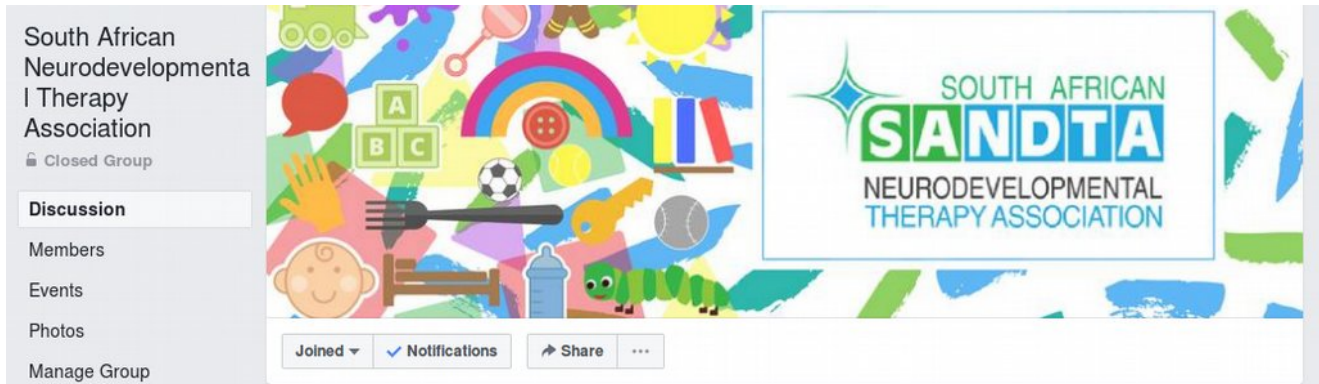 South African
Neurodevelopmenta
l Therapy
Association
Closed Group
Discussion
Members
Events
Photos
Manage Group
A
B C
SOUTH AFRICAN
SANDTA
NEURODEVELOPMENTAL
THERAPY ASSOCIATION
Joined
Notifications
Share